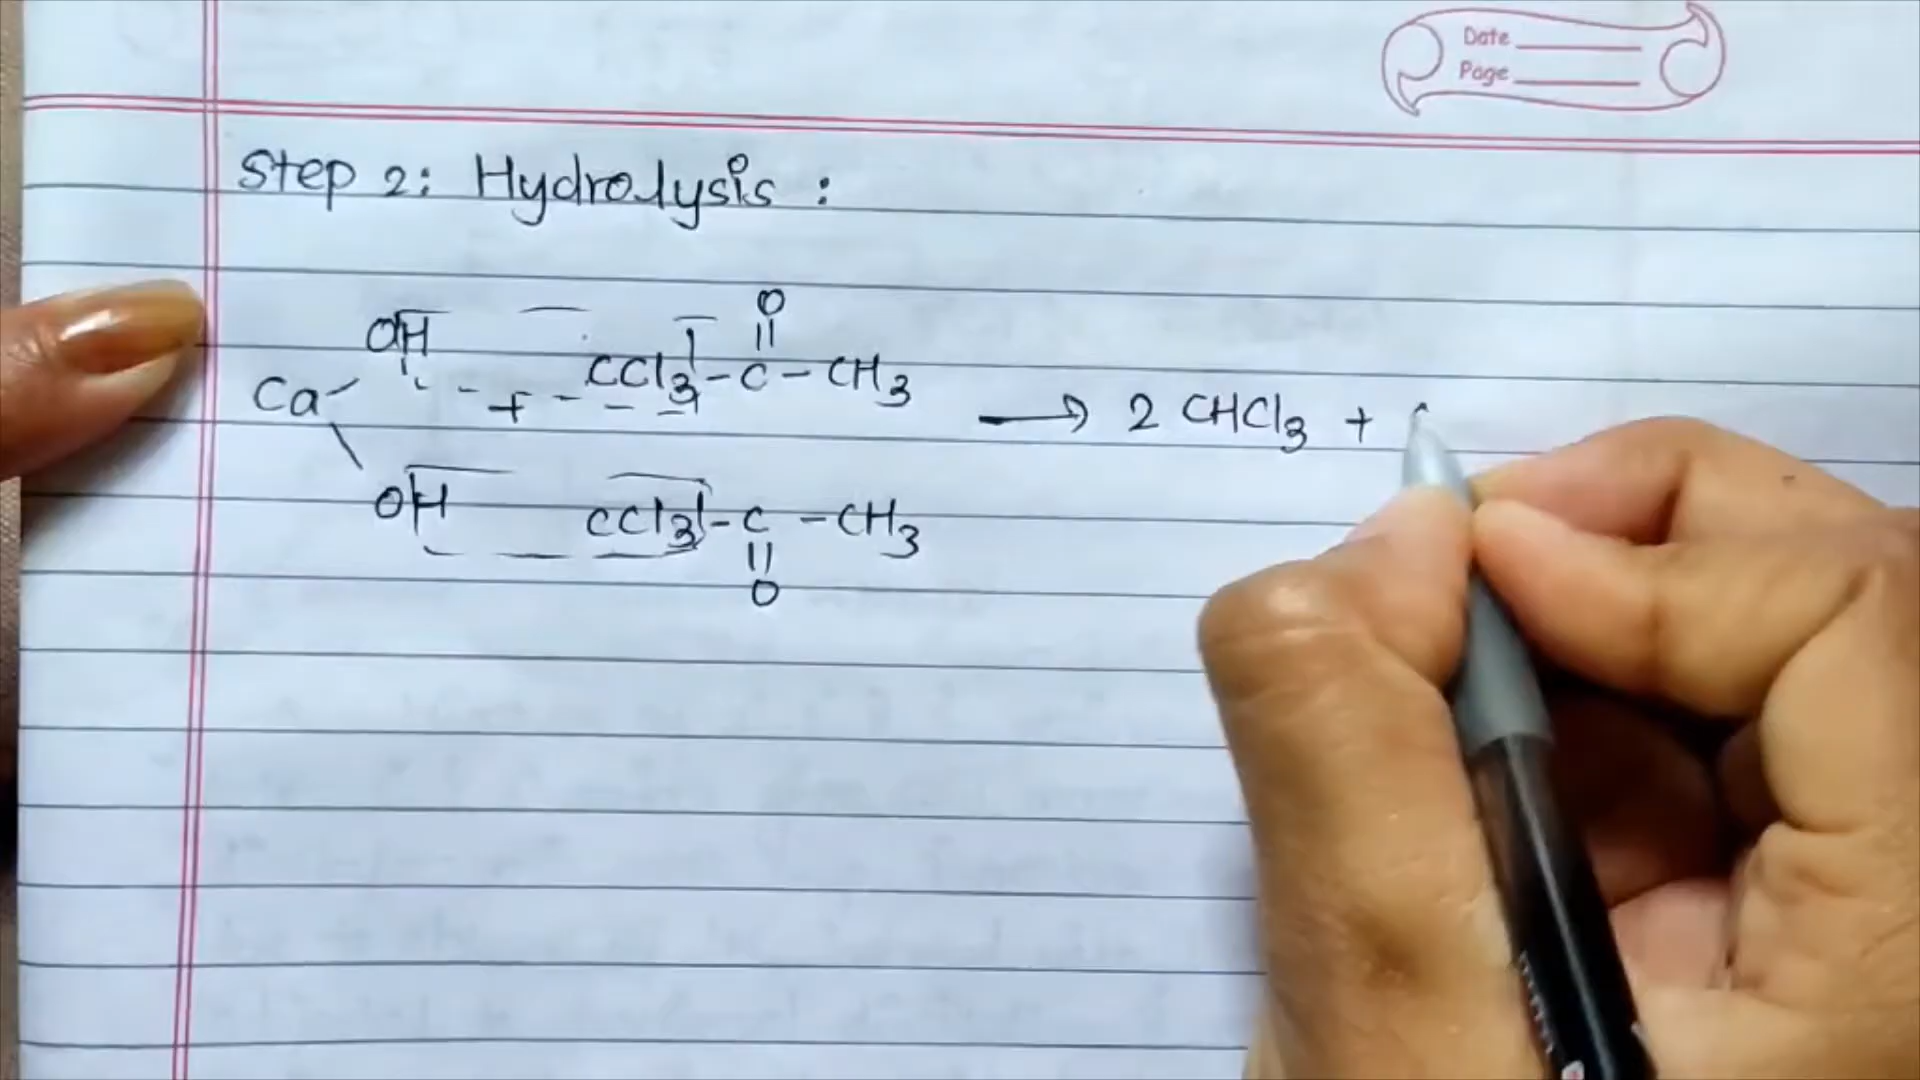 Date
Page
Step 2: Hydrolysis :
O
||
OH CCl3-C-CH3
Ca + → 2 CHCl3 +
OH CCl3-C-CH3
||
O